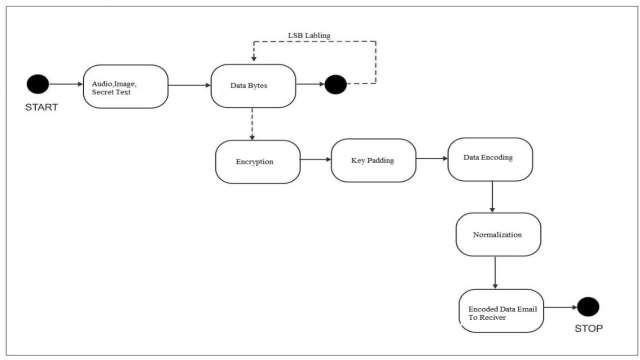 LSB Labling
Audio,Image,
Secret Text
Data Bytes
START
Encryption
Key Padding
Data Encoding
Normalization
Encoded Data Email
To Reciver
STOP